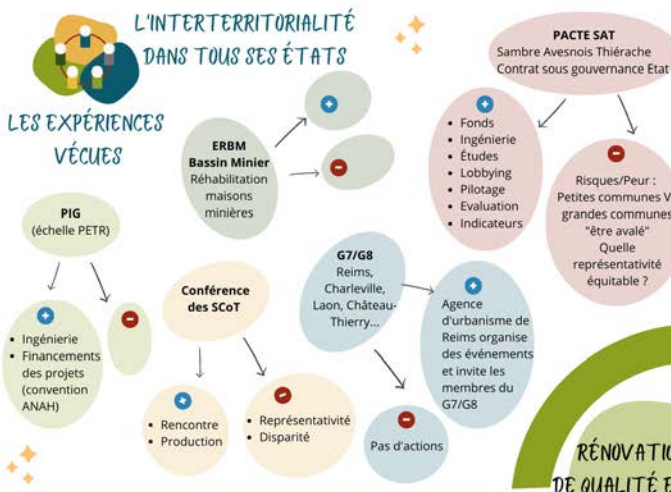 L'INTERTERRITORIALITÉ
DANS TOUS SES ÉTATS
LES EXPÉRIENCES
VÉCUES
PACTE SAT
Sambre Avesnois Thiérache
Contrat sous gouvernance Etat
+
• Fonds
• Ingénierie
• Études
• Lobbying
• Pilotage
• Evaluation
• Indicateurs
-
Risques/Peur :
Petites communes V
grandes communes
"être avalé"
Quelle
représentativité
équitable ?
ERBM
Bassin Minier
Réhabilitation
maisons
minières
+
-
PIG
(échelle PETR)
+
• Ingénierie
• Financements
des projets
(convention
ANAH)
-
Conférence
des SCoT
+
• Rencontre
• Production
-
• Représentativité
• Disparité
G7/G8
Reims,
Charleville,
Laon, Château-
Thierry...
+
Agence
d'urbanisme de
Reims organise
des événements
et invite les
membres du
G7/G8
-
Pas d'actions
RÉNOVATIO
DE QUALITÉ D